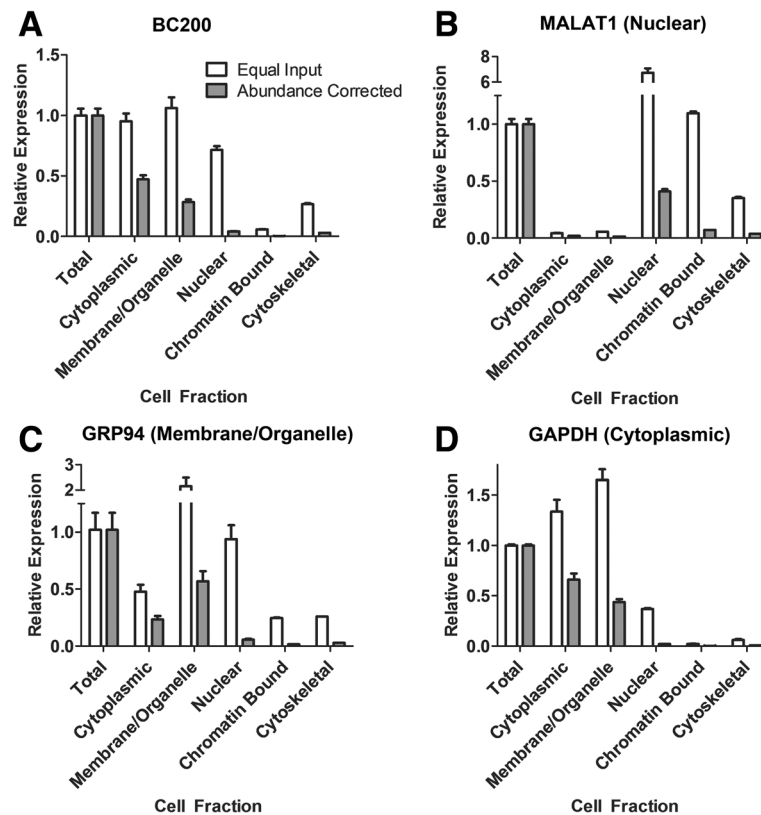 A
BC200
1.5
1.0
0.5
0.0
Relative Expression
Equal Input
Abundance Corrected
Total
Cytoplasmic
Membrane/Organelle
Nuclear
Chromatin Bound
Cytoskeletal
Cell Fraction
B
MALAT1 (Nuclear)
8
6
1.0
0.5
0.0
Relative Expression
Total
Cytoplasmic
Membrane/Organelle
Nuclear
Chromatin Bound
Cytoskeletal
Cell Fraction
C
GRP94 (Membrane/Organelle)
3
2
1.0
0.5
0.0
Relative Expression
Total
Cytoplasmic
Membrane/Organelle
Nuclear
Chromatin Bound
Cytoskeletal
Cell Fraction
D
GAPDH (Cytoplasmic)
1.5
1.0
0.5
0.0
Relative Expression
Total
Cytoplasmic
Membrane/Organelle
Nuclear
Chromatin Bound
Cytoskeletal
Cell Fraction